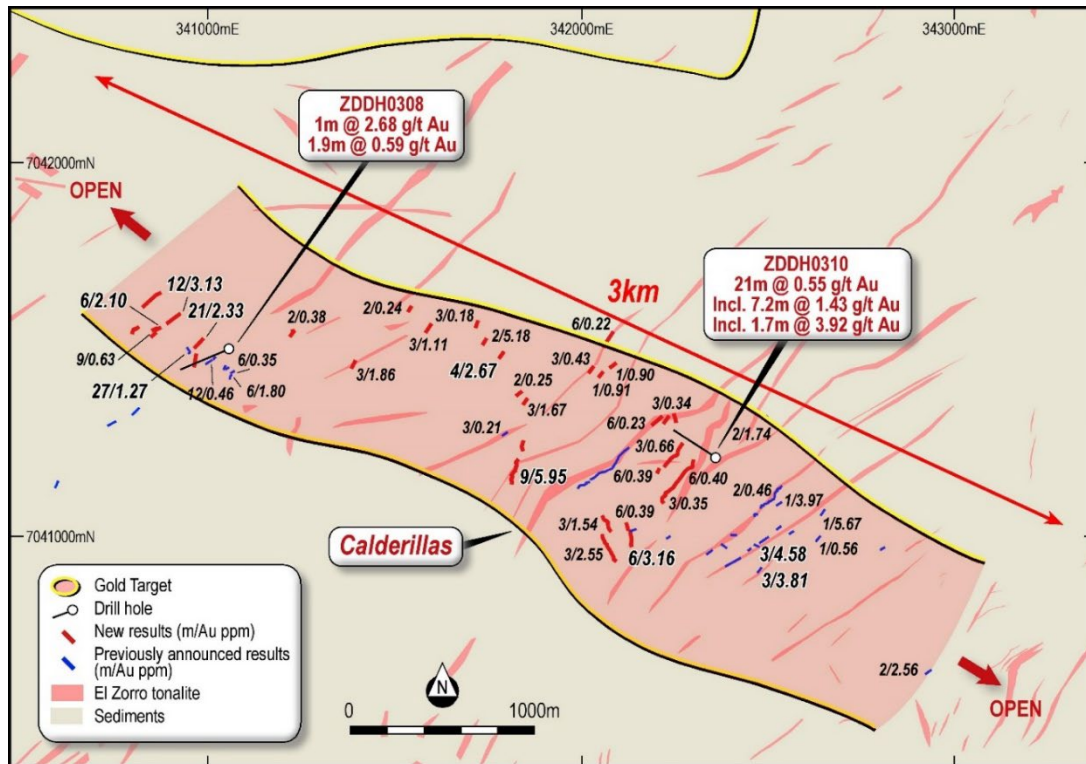 341000mE
342000mE
343000mE
ZDDH0308
1m @ 2.68 g/t Au
1.9m @ 0.59 g/t Au
7042000mN
OPEN
ZDDH0310
21m @ 0.55 g/t Au
Incl. 7.2m @ 1.43 g/t Au
Incl. 1.7m @ 3.92 g/t Au
3km
12/3.13
6/2.10
21/2.33
2/0.38
2/0.24
3/0.18
2/5.18
6/0.22
3/1.11
9/0.63
6/0.35
3/0.43
1/0.90
4/2.67
1/0.91
3/1.86
27/1.27
12/0.46
6/1.80
2/0.25
3/1.67
3/0.34
6/0.23
3/0.21
2/1.74
3/0.66
9/5.95
6/0.39
6/0.40
2/0.46
1/3.97
3/0.35
6/0.39
3/1.54
1/5.67
7041000mN
Calderillas
3/2.55
6/3.16
3/4.58
1/0.56
3/3.81
2/2.56
OPEN
Gold Target
Drill hole
New results (m/Au ppm)
Previously announced results
(m/Au ppm)
El Zorro tonalite
Sediments
N
0
1000m